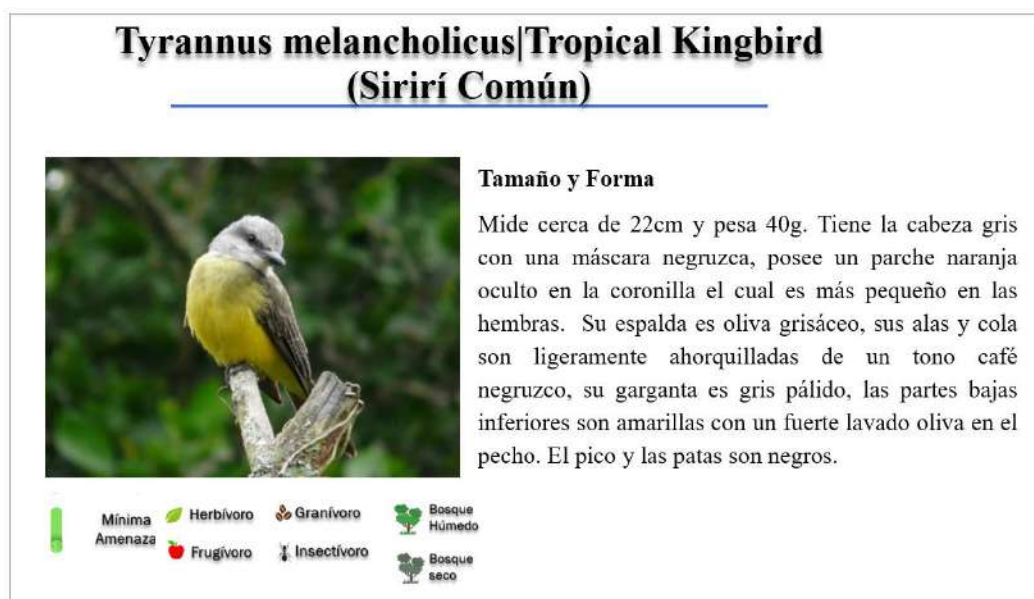 Tyrannus melancholicus|Tropical Kingbird
(Sirirí Común)
Tamaño y Forma
Mide cerca de 22cm y pesa 40g. Tiene la cabeza gris
con una máscara negruzca, posee un parche naranja
oculto en la coronilla el cual es más pequeño en las
hembras. Su espalda es oliva grisáceo, sus alas y cola
son ligeramente ahorquilladas de un tono café
negruzco, su garganta es gris pálido, las partes bajas
inferiores son amarillas con un fuerte lavado oliva en el
pecho. El pico y las patas son negros.
Mínima
Amenaza
Herbívoro
Granívoro
Bosque
Húmedo
Frugívoro
Insectívoro
Bosque
seco